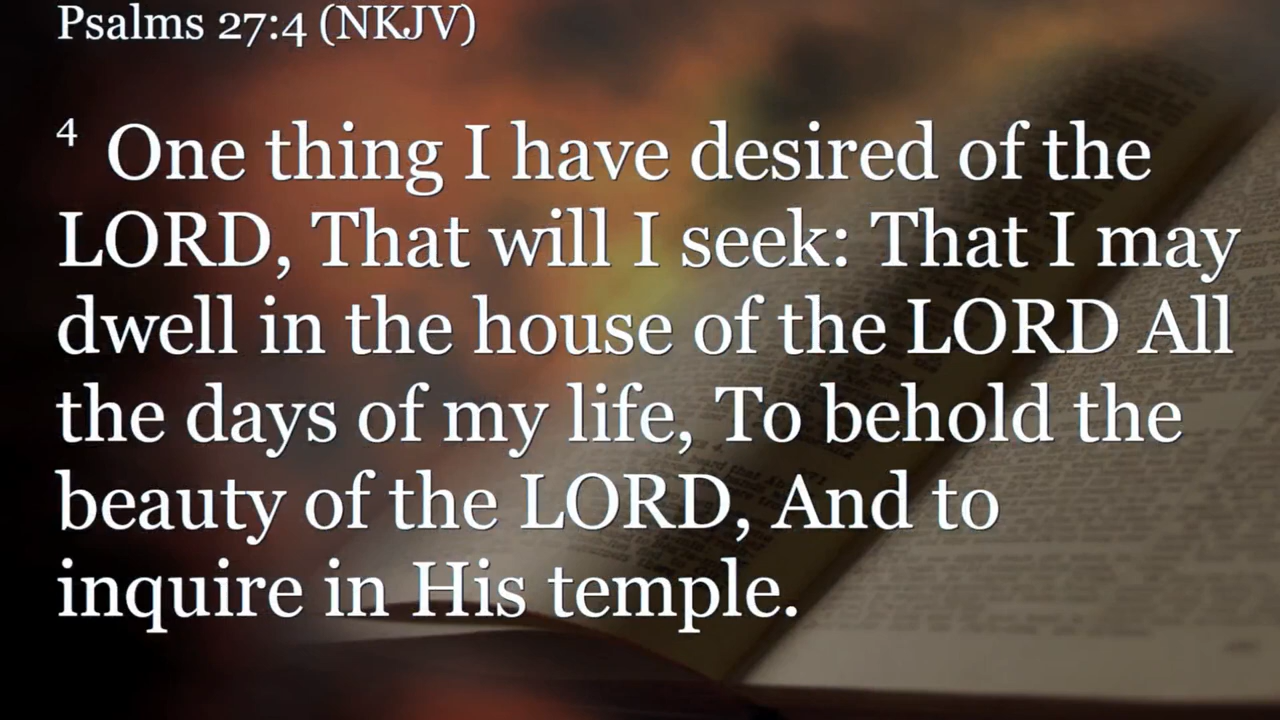 Psalms 27:4 (NKJV)
4 One thing I have desired of the
LORD, That will I seek: That I may
dwell in the house of the LORD All
the days of my life, To behold the
beauty of the LORD, And to
inquire in His temple.